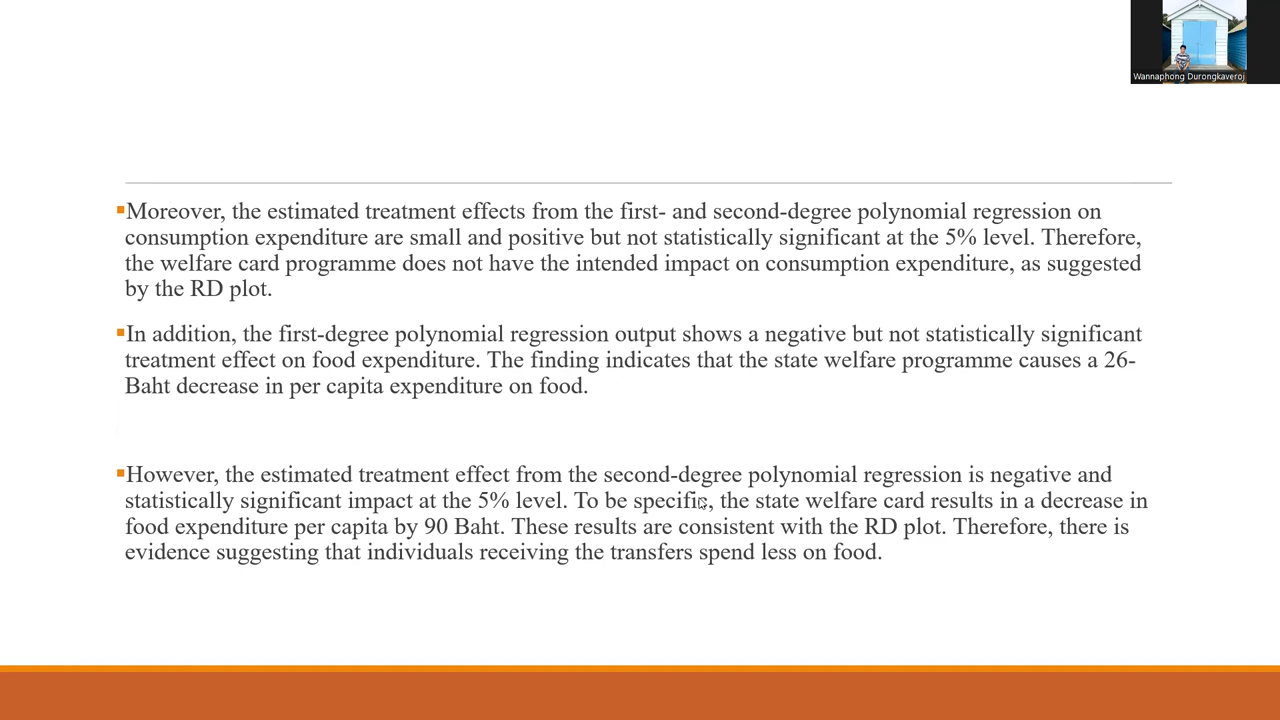 Wannaphong Durongkaveroj
▪Moreover, the estimated treatment effects from the first- and second-degree polynomial regression on
consumption expenditure are small and positive but not statistically significant at the 5% level. Therefore,
the welfare card programme does not have the intended impact on consumption expenditure, as suggested
by the RD plot.
▪In addition, the first-degree polynomial regression output shows a negative but not statistically significant
treatment effect on food expenditure. The finding indicates that the state welfare programme causes a 26-
Baht decrease in per capita expenditure on food.
▪However, the estimated treatment effect from the second-degree polynomial regression is negative and
statistically significant impact at the 5% level. To be specific, the state welfare card results in a decrease in
food expenditure per capita by 90 Baht. These results are consistent with the RD plot. Therefore, there is
evidence suggesting that individuals receiving the transfers spend less on food.